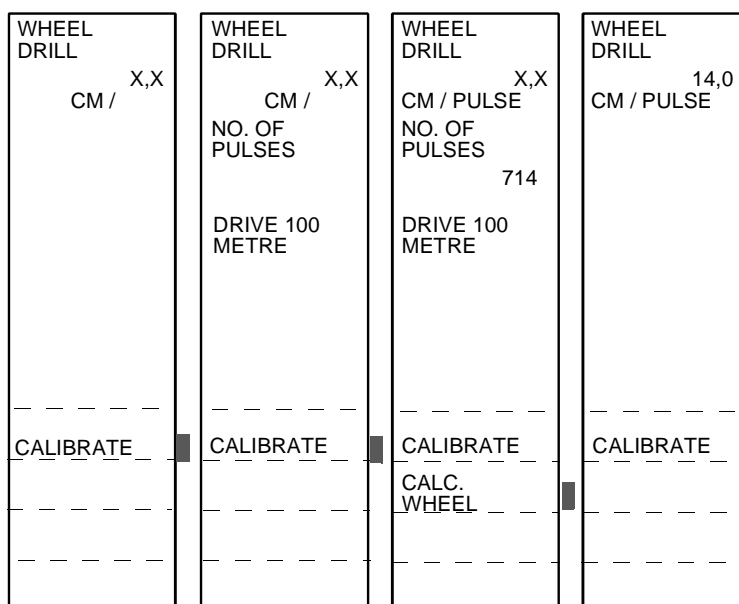 WHEEL
DRILL
X,X
CM /
CALIBRATE
WHEEL
DRILL
X,X
CM /
NO. OF
PULSES
DRIVE 100
METRE
CALIBRATE
WHEEL
DRILL
X,X
CM / PULSE
NO. OF
PULSES
714
DRIVE 100
METRE
CALIBRATE
CALC.
WHEEL
WHEEL
DRILL
14,0
CM / PULSE
CALIBRATE